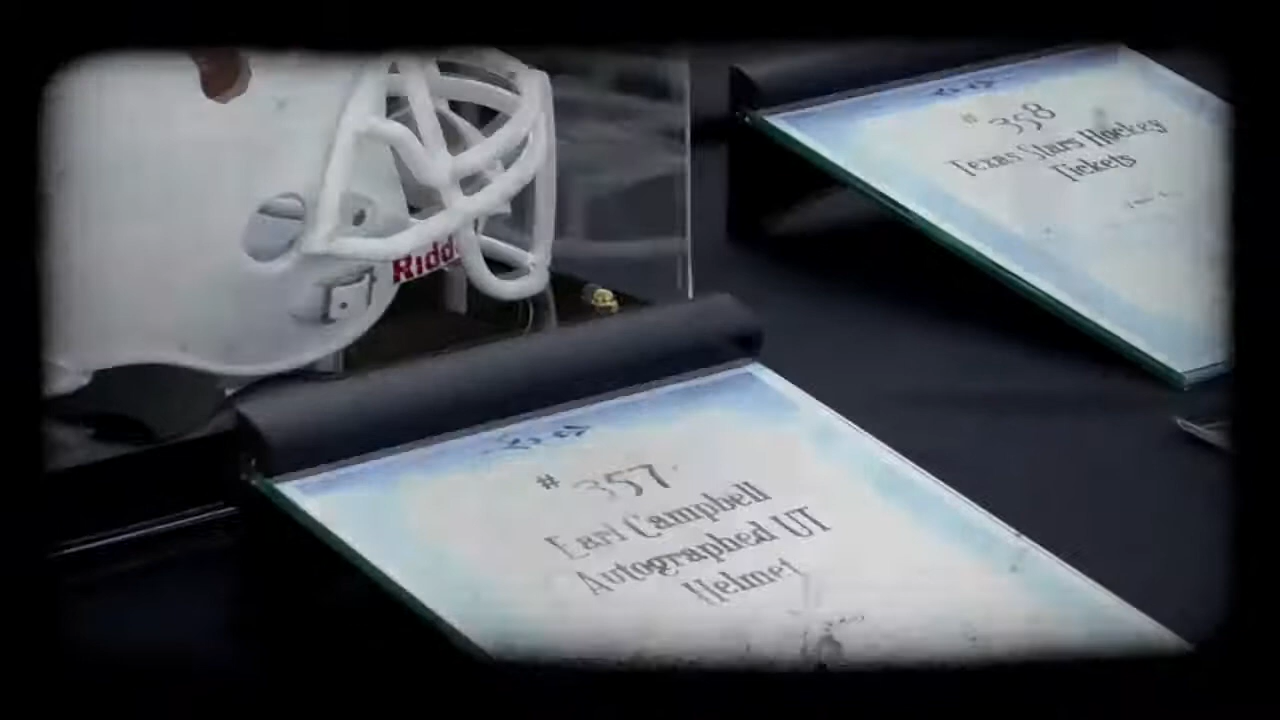 Ridd
# 357
Earl Campbell
Autographed UT
Helmet
# 358
Texas Stars Hockey
Tickets